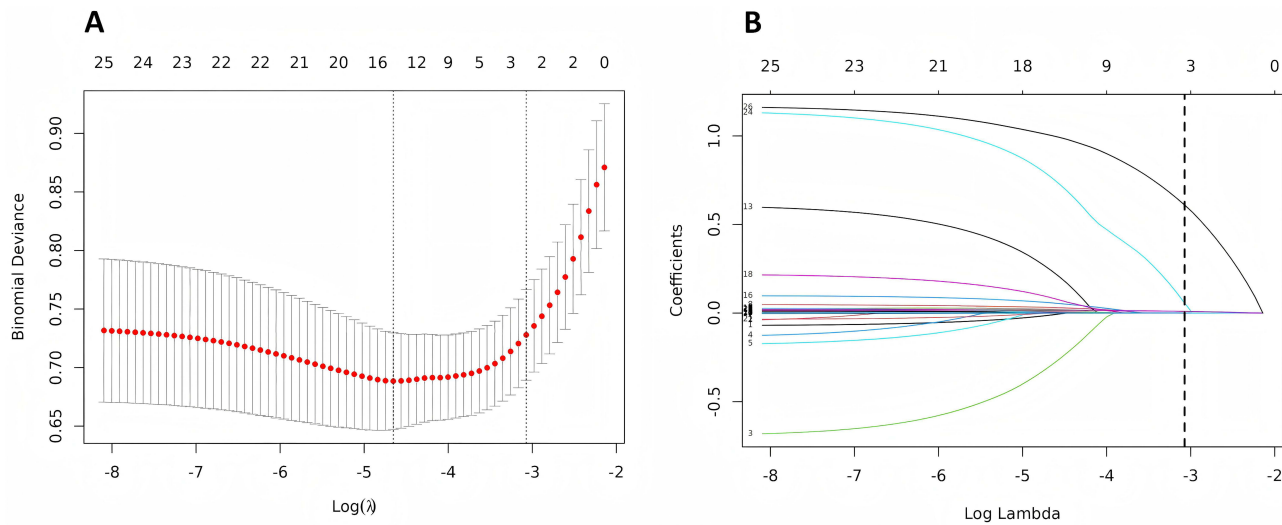 A
25 24 23 22 22 21 20 16 12 9 5 3 2 2 0
Binomial Deviance
0.90
0.85
0.80
0.75
0.70
0.65
-8 -7 -6 -5 -4 -3 -2
Log(λ)
B
25 23 21 18 9 3 0
Coefficients
1.0
0.5
0.0
-0.5
26
24
13
18
16
1
4
5
3
-8 -7 -6 -5 -4 -3 -2
Log Lambda